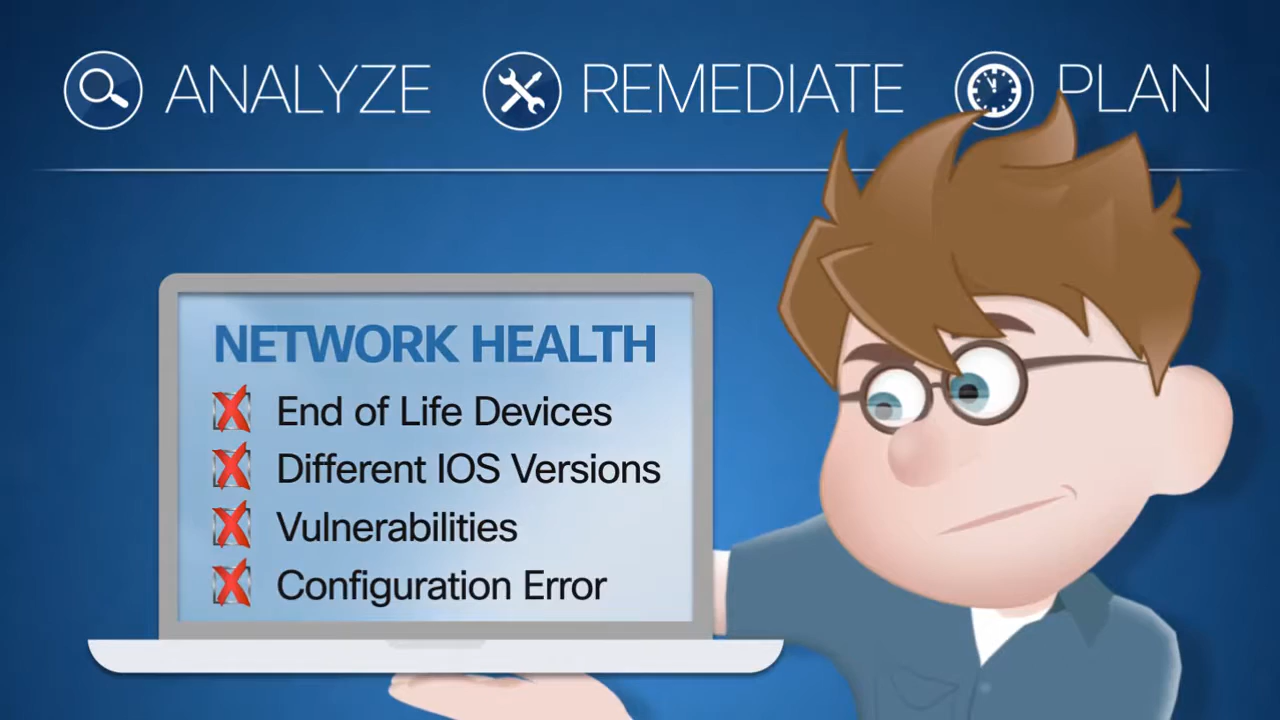 ANALYZE REMEDIATE PLAN
NETWORK HEALTH
End of Life Devices
Different IOS Versions
Vulnerabilities
Configuration Error